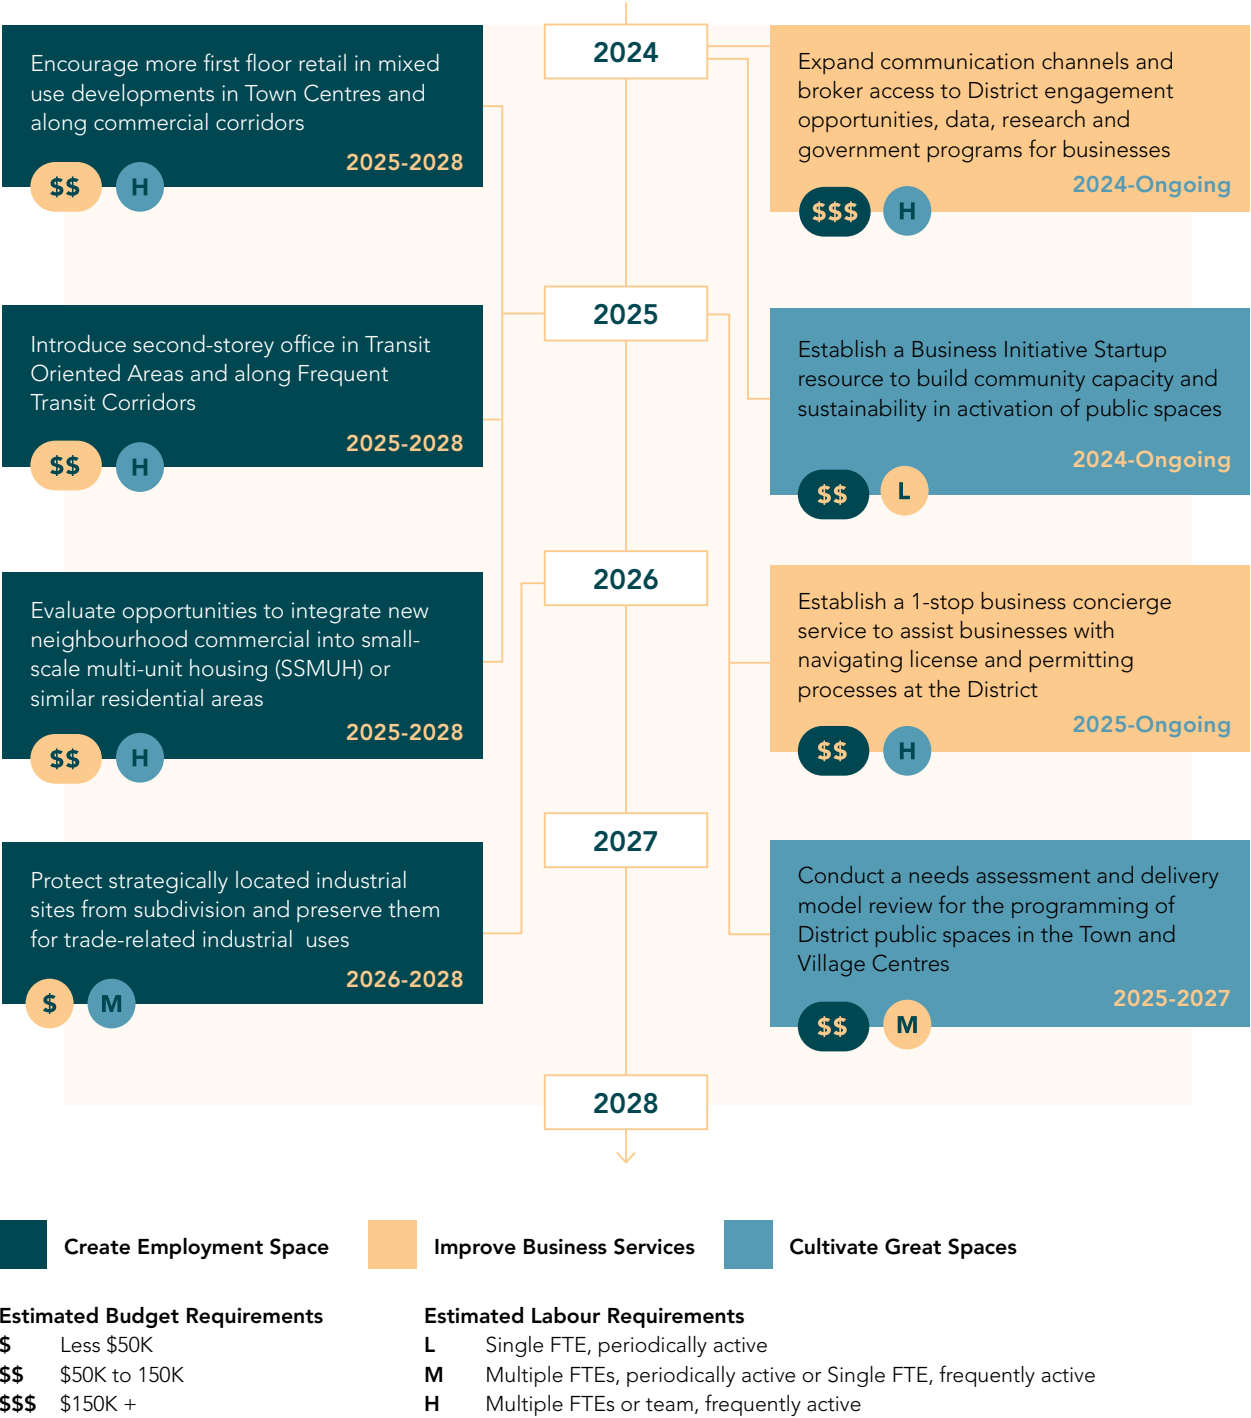 2024
Encourage more first floor retail in mixed
use developments in Town Centres and
along commercial corridors
2025-2028
$$ H
Expand communication channels and
broker access to District engagement
opportunities, data, research and
government programs for businesses
2024-Ongoing
$$$ H
2025
Introduce second-storey office in Transit
Oriented Areas and along Frequent
Transit Corridors
2025-2028
$$ H
Establish a Business Initiative Startup
resource to build community capacity and
sustainability in activation of public spaces
2024-Ongoing
$$ L
2026
Evaluate opportunities to integrate new
neighbourhood commercial into small-
scale multi-unit housing (SSMUH) or
similar residential areas
2025-2028
$$ H
Establish a 1-stop business concierge
service to assist businesses with
navigating license and permitting
processes at the District
2025-Ongoing
$$ H
2027
Protect strategically located industrial
sites from subdivision and preserve them
for trade-related industrial uses
2026-2028
$ M
Conduct a needs assessment and delivery
model review for the programming of
District public spaces in the Town and
Village Centres
2025-2027
$$ M
2028
Create Employment Space
Improve Business Services
Cultivate Great Spaces
Estimated Budget Requirements
$ Less $50K
$$ $50K to 150K
$$$ $150K +
Estimated Labour Requirements
L Single FTE, periodically active
M Multiple FTEs, periodically active or Single FTE, frequently active
H Multiple FTEs or team, frequently active